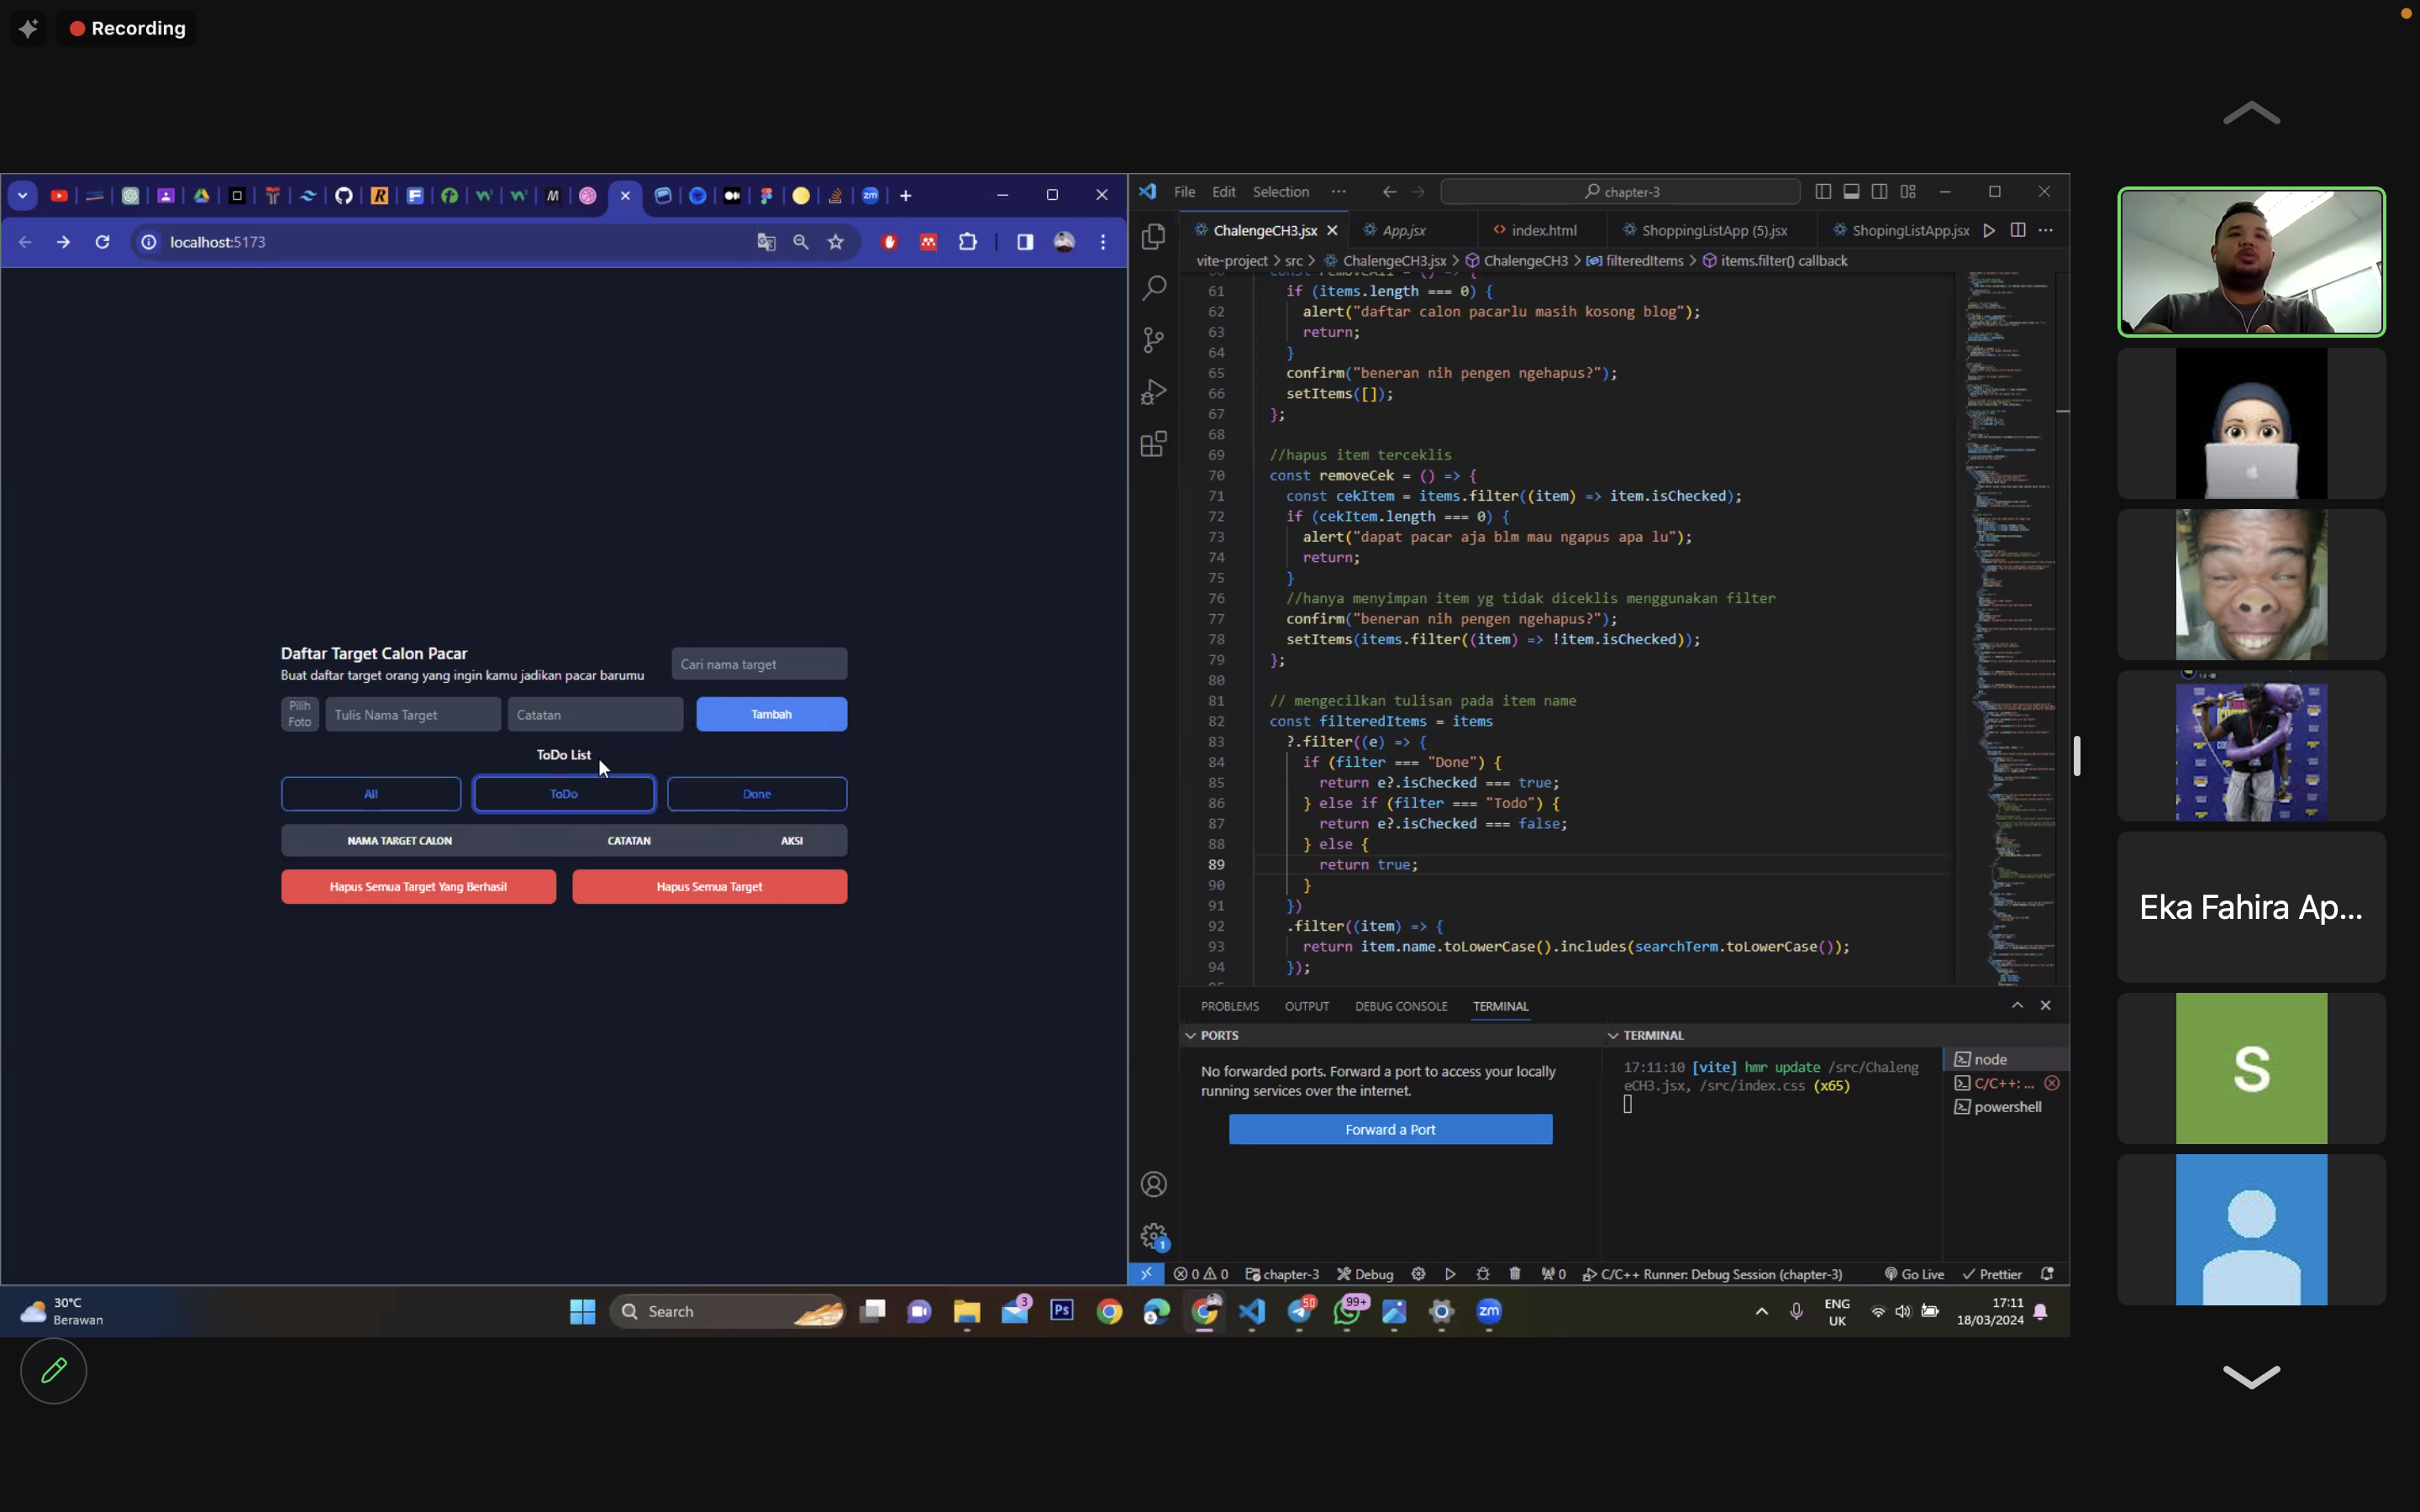 Recording
localhost:5173
Daftar Target Calon Pacar
Buat daftar target orang yang ingin kamu jadikan pacar barumu
Cari nama target
Pilih Foto
Tulis Nama Target
Catatan
Tambah
ToDo List
All
ToDo
Done
NAMA TARGET CALON
CATATAN
AKSI
Hapus Semua Target Yang Berhasil
Hapus Semua Target
File Edit Selection ···
chapter-3
ChalengeCH3.jsx
App.jsx
index.html
ShoppingListApp (5).jsx
ShopingListApp.jsx
vite-project > src > ChalengeCH3.jsx > ChalengeCH3 > filteredItems > items.filter() callback
61 if (items.length === 0) {
62 alert("daftar calon pacarlu masih kosong blog");
63 return;
64 }
65 confirm("beneran nih pengen ngehapus?");
66 setItems([]);
67 };
68
69 //hapus item terceklis
70 const removeCek = () => {
71 const cekItem = items.filter((item) => item.isChecked);
72 if (cekItem.length === 0) {
73 alert("dapat pacar aja blm mau ngapus apa lu");
74 return;
75 }
76 //hanya menyimpan item yg tidak diceklis menggunakan filter
77 confirm("beneran nih pengen ngehapus?");
78 setItems(items.filter((item) => !item.isChecked));
79 };
80
81 // mengecilkan tulisan pada item name
82 const filteredItems = items
83 ?.filter((e) => {
84 if (filter === "Done") {
85 return e?.isChecked === true;
86 } else if (filter === "Todo") {
87 return e?.isChecked === false;
88 } else {
89 return true;
90 }
91 })
92 .filter((item) => {
93 return item.name.toLowerCase().includes(searchTerm.toLowerCase());
94 });
PROBLEMS OUTPUT DEBUG CONSOLE TERMINAL
PORTS
No forwarded ports. Forward a port to access your locally
running services over the internet.
Forward a Port
TERMINAL
17:11:10 [vite] hmr update /src/Chaleng
eCH3.jsx, /src/index.css (x65)
node
C/C++: ...
powershell
1
0 0 chapter-3 Debug 0 C/C++ Runner: Debug Session (chapter-3) Go Live Prettier
30°C
Berawan
Search
3
Ps
50
99+
zm
ENG
UK
17:11
18/03/2024
Eka Fahira Ap...
S